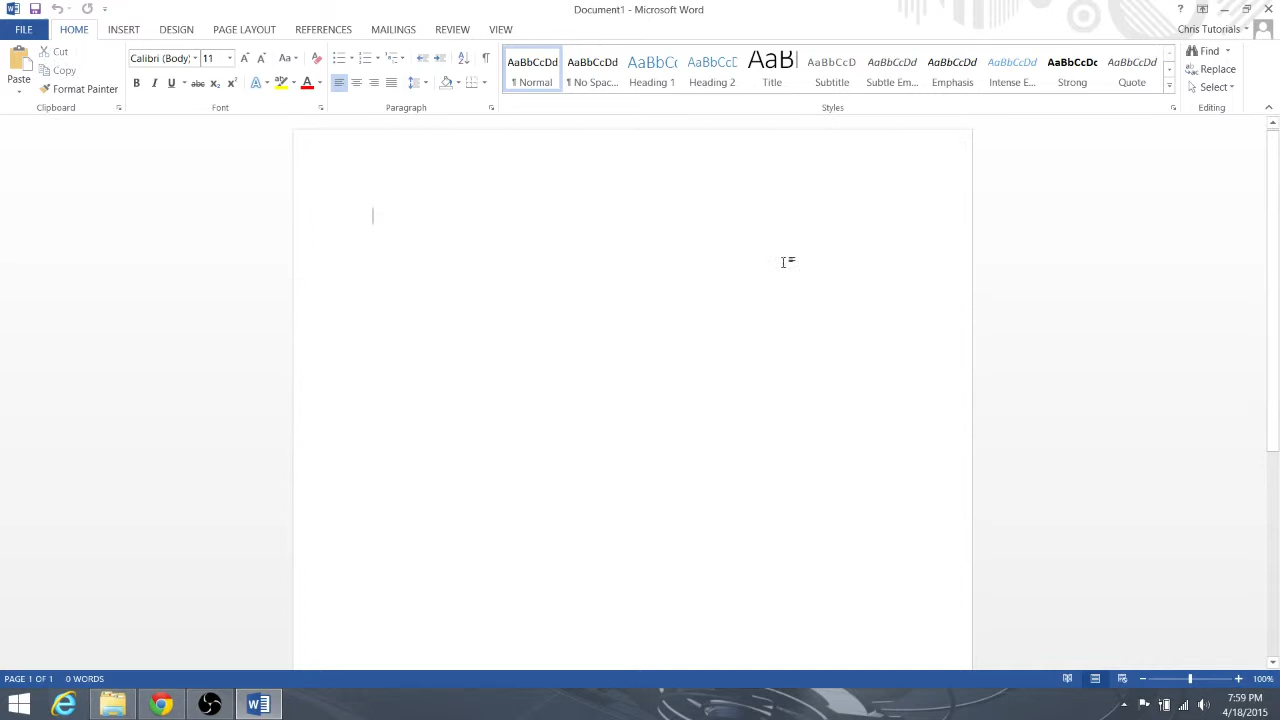 Document1 - Microsoft Word
FILE HOME INSERT DESIGN PAGE LAYOUT REFERENCES MAILINGS REVIEW VIEW Chris Tutorials
Paste
Cut
Copy
Format Painter
Clipboard
Calibri (Body) 11
Font
Paragraph
AaBbCcDd AaBbCcDd AaBbCc AaBbCcD AaB AaBbCcD AaBbCcDd AaBbCcDd AaBbCcDd AaBbCcDc AaBbCcDd
¶ Normal ¶ No Spac... Heading 1 Heading 2 Title Subtitle Subtle Em... Emphasis Intense E... Strong Quote
Styles
Find
Replace
Select
Editing
PAGE 1 OF 1 0 WORDS 100%
7:59 PM
4/18/2015